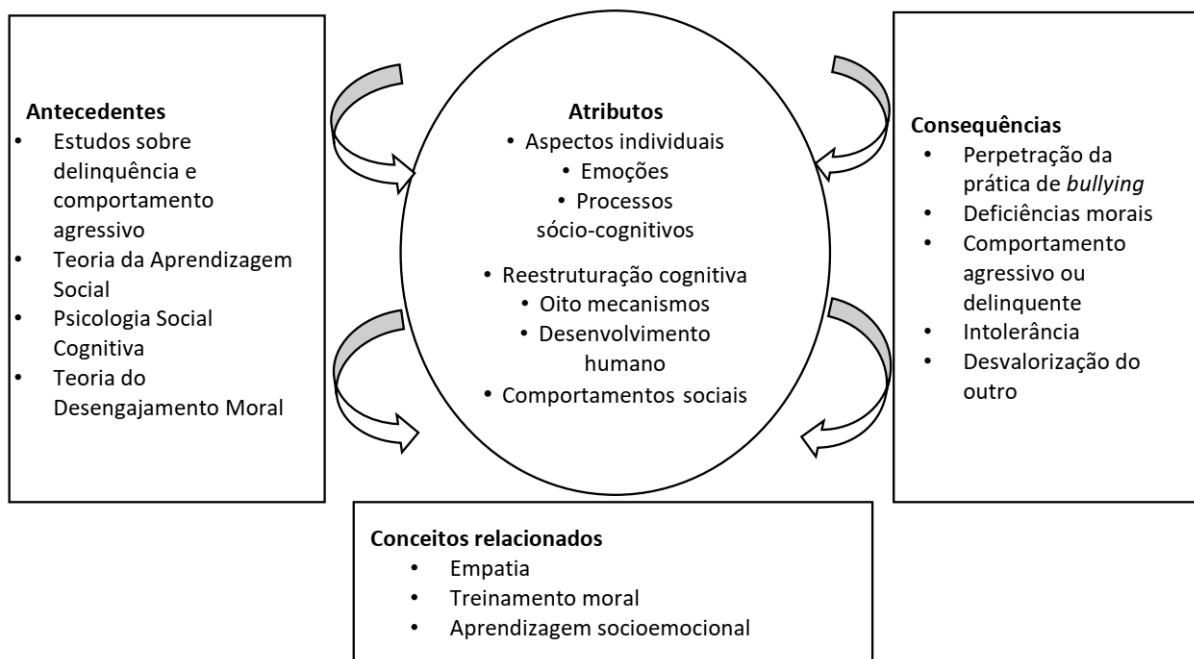 Antecedentes
• Estudos sobre
delinquência e
comportamento
agressivo
• Teoria da Aprendizagem
Social
• Psicologia Social
Cognitiva
• Teoria do
Desengajamento Moral
Atributos
• Aspectos individuais
• Emoções
• Processos
sócio-cognitivos
• Reestruturação cognitiva
• Oito mecanismos
• Desenvolvimento
humano
• Comportamentos sociais
Consequências
• Perpetração da
prática de bullying
• Deficiências morais
• Comportamento
agressivo ou
delinquente
• Intolerância
• Desvalorização do
outro
Conceitos relacionados
• Empatia
• Treinamento moral
• Aprendizagem socioemocional